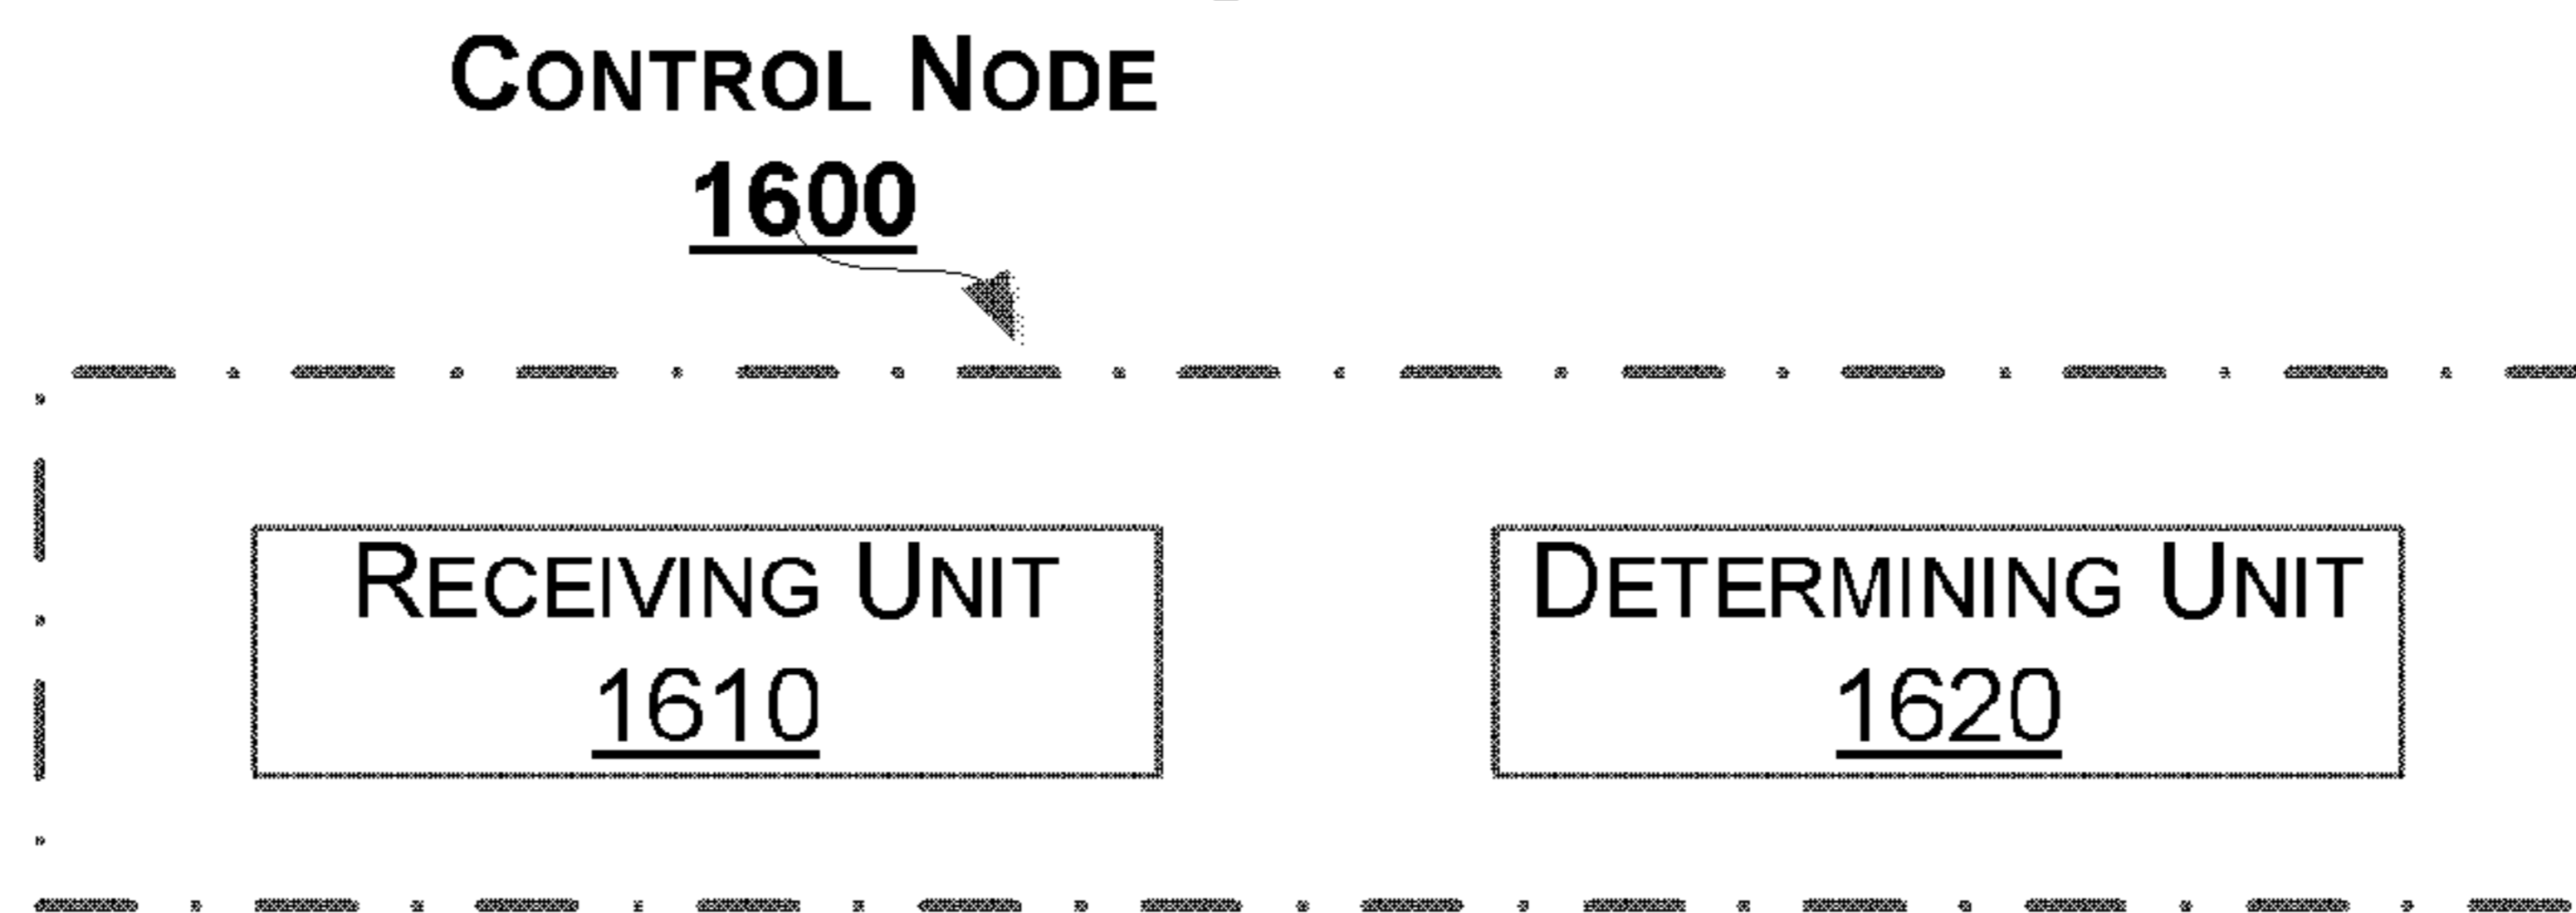 CONTROL NODE
1600
RECEIVING UNIT
1610
DETERMINING UNIT
1620